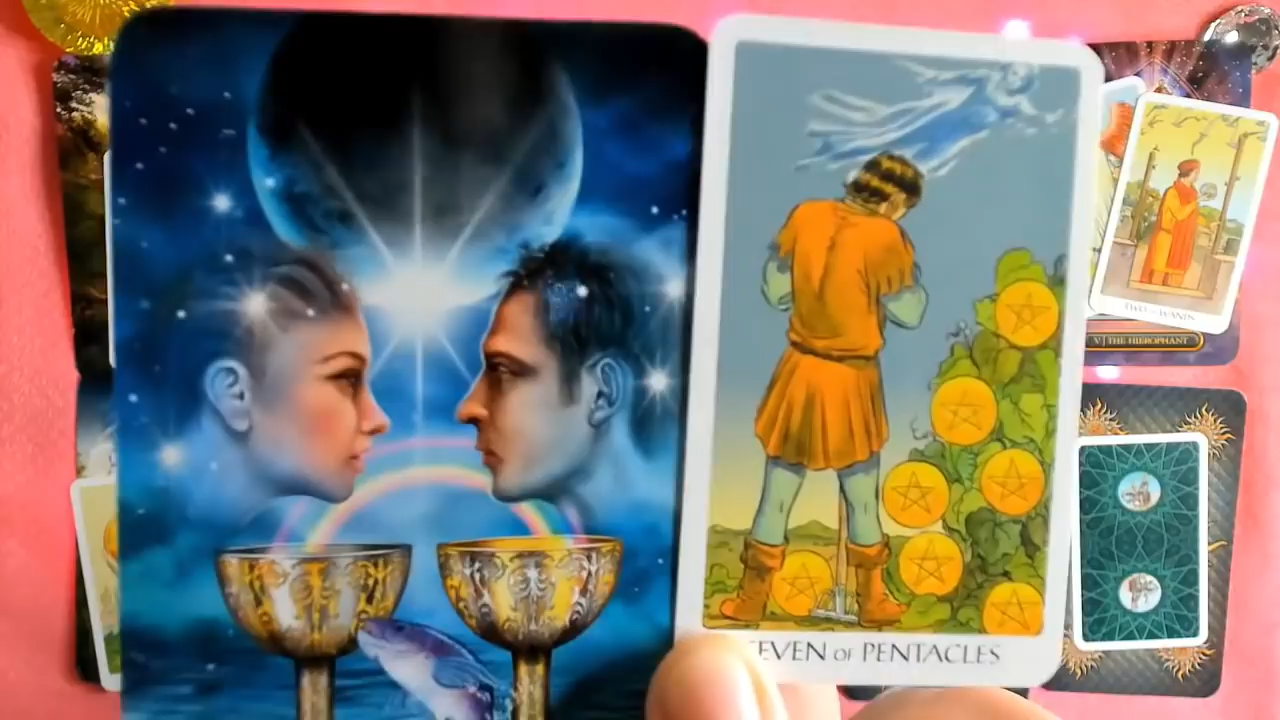 EVEN OF PENTACLES
TWO OF WANDS
V | THE HIEROPHANT